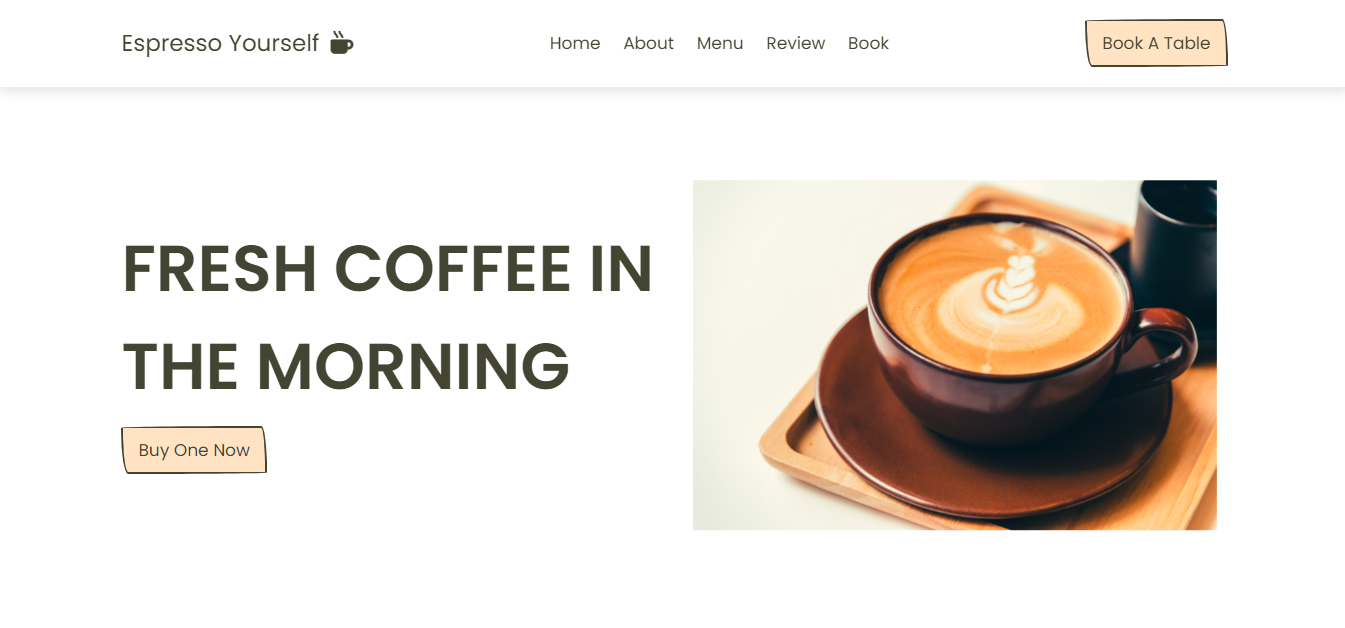 Espresso Yourself
Home About Menu Review Book
Book A Table
FRESH COFFEE IN
THE MORNING
Buy One Now